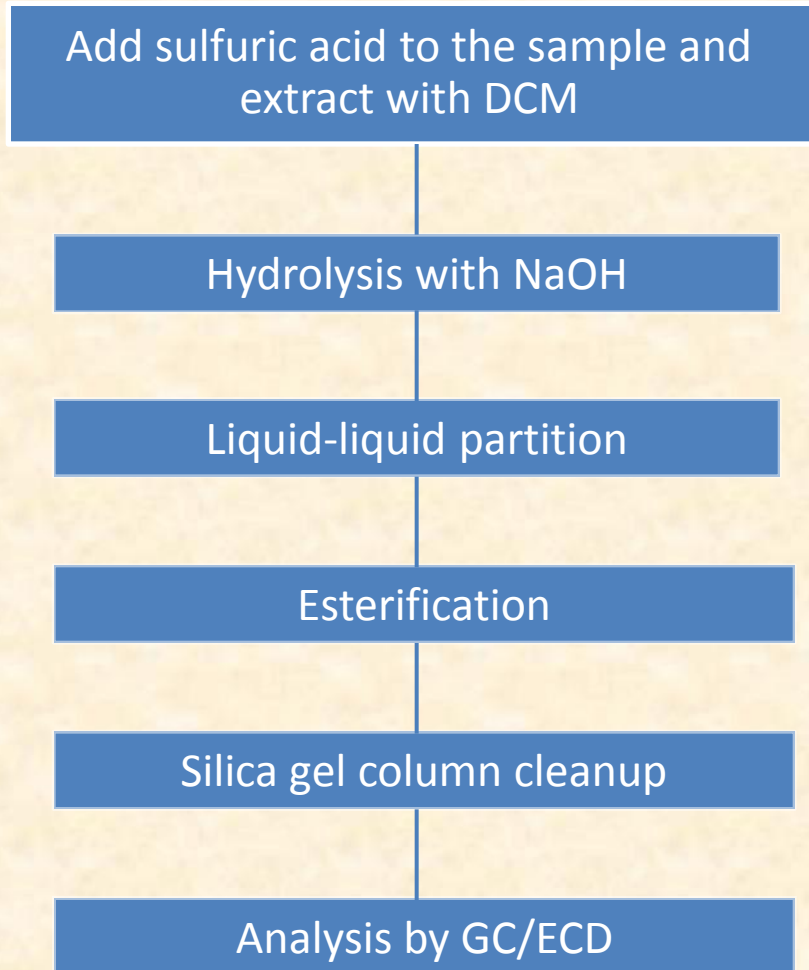 Add sulfuric acid to the sample and
extract with DCM
Hydrolysis with NaOH
Liquid-liquid partition
Esterification
Silica gel column cleanup
Analysis by GC/ECD